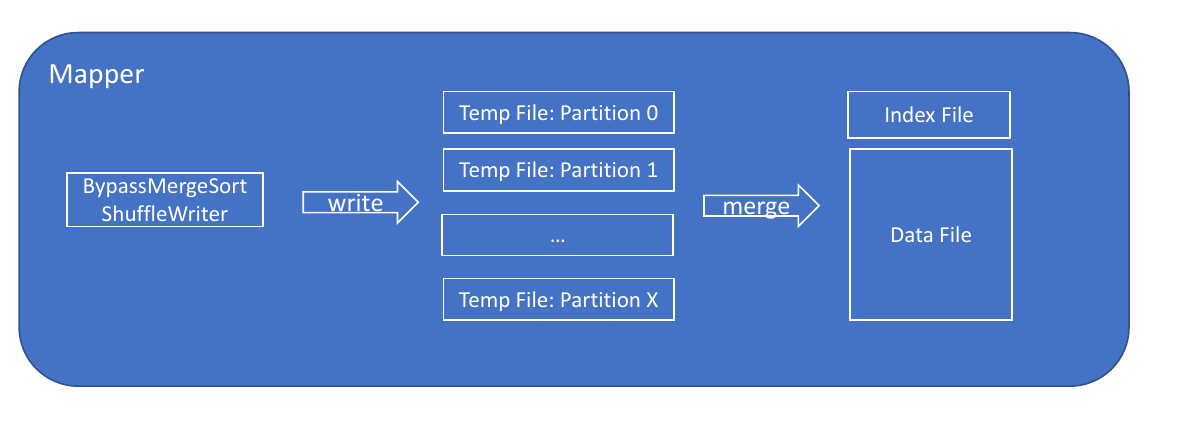 Mapper
BypassMergeSort
ShuffleWriter
write
Temp File: Partition 0
Temp File: Partition 1
...
Temp File: Partition X
merge
Index File
Data File